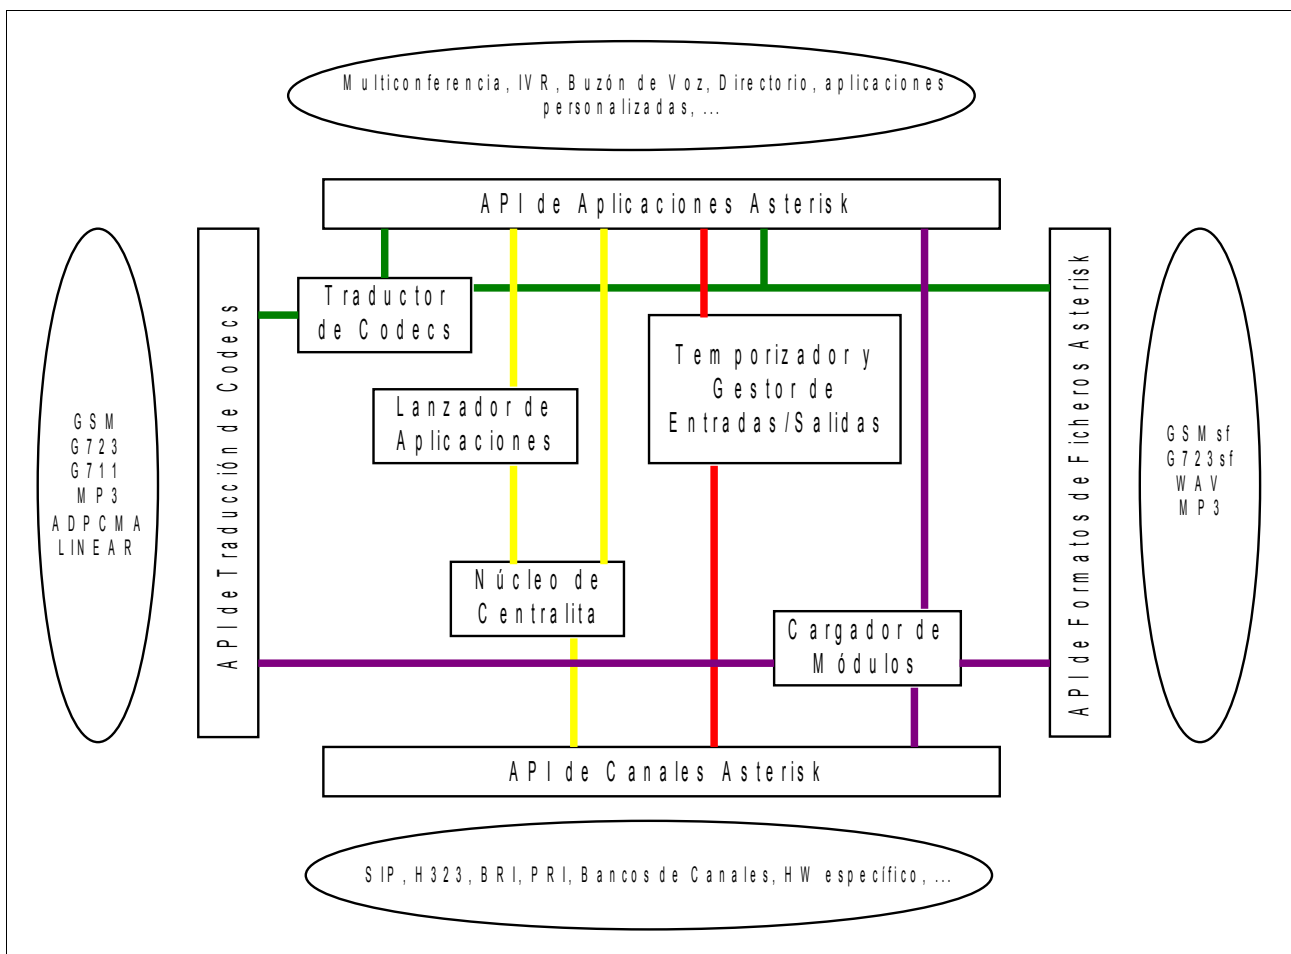 Multiconferencia, IVR, Buzón de Voz, Directorio, aplicaciones
personalizadas, ...
API de Aplicaciones Asterisk
Traductor
de Codecs
Temporizador y
Gestor de
Entradas/Salidas
Lanzador de
Aplicaciones
API de Traducción de Codecs
GSM
G723
G711
MP3
ADPCMA
LINEAR
API de Formatos de Ficheros Asterisk
GSMsf
G723sf
WAV
MP3
Núcleo de
Centralita
Cargador de
Módulos
API de Canales Asterisk
SIP, H323, BRI, PRI, Bancos de Canales, HW específico, ...